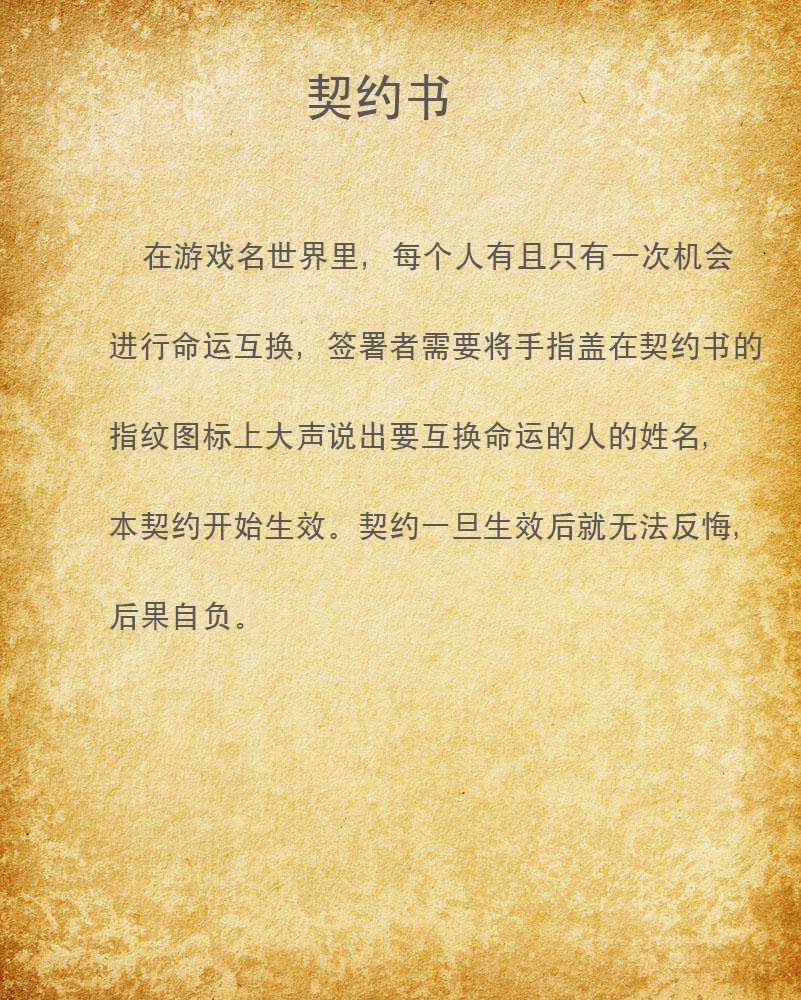 契约书
在游戏名世界里，每个人有且只有一次机会
进行命运互换，签署者需要将手指盖在契约书的
指纹图标上大声说出要互换命运的人的姓名，
本契约开始生效。契约一旦生效后就无法反悔，
后果自负。